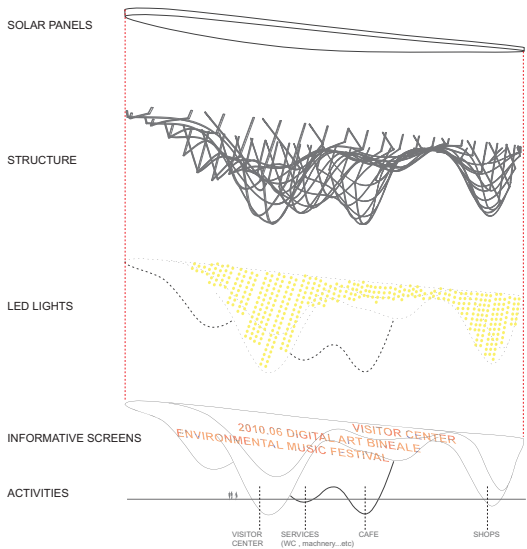 SOLAR PANELS
STRUCTURE
LED LIGHTS
INFORMATIVE SCREENS
2010.06 DIGITAL ART BINEALE
VISITOR CENTER
ENVIRONMENTAL MUSIC FESTIVAL
ACTIVITIES
VISITOR
CENTER
SERVICES
(WC , machnery...etc)
CAFE
SHOPS